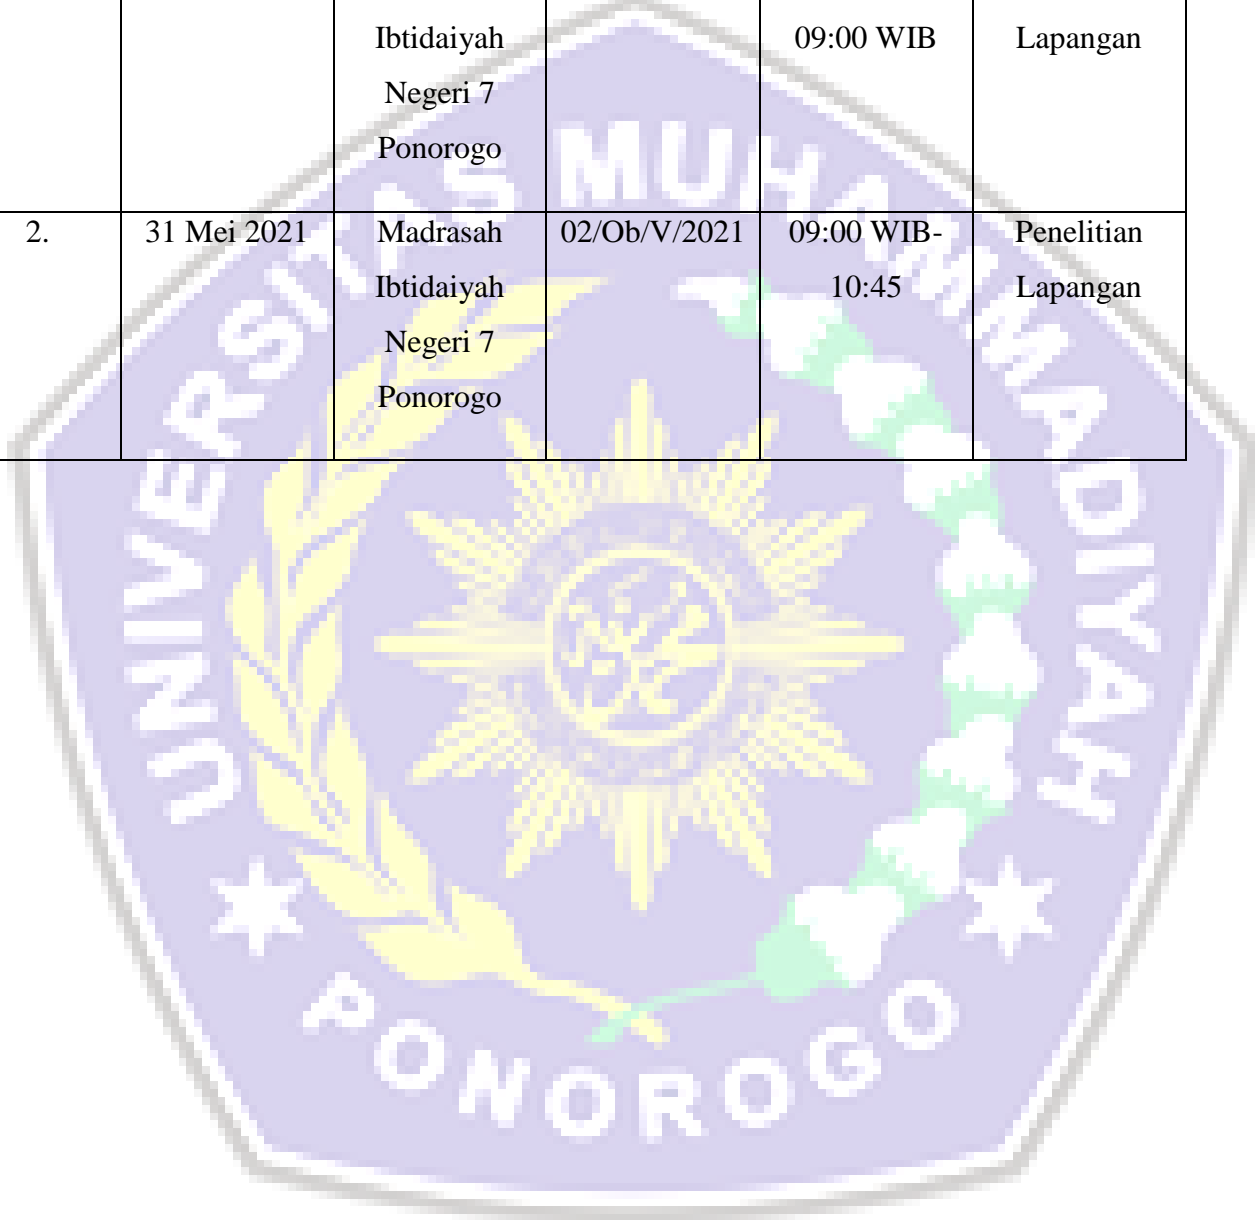 Ibtidaiyah 09:00 WIB Lapangan
Negeri 7
Ponorogo
2. 31 Mei 2021 Madrasah 02/Ob/V/2021 09:00 WIB- Penelitian
Ibtidaiyah 10:45 Lapangan
Negeri 7
Ponorogo
UNIVERSITAS MUHAMMADIYAH
PONOROGO